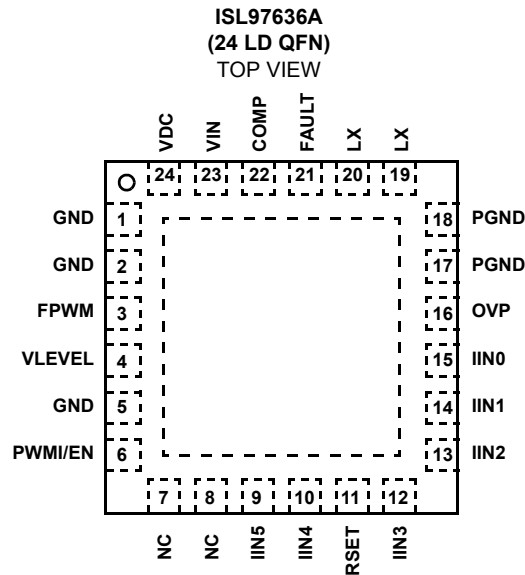 ISL97636A
(24 LD QFN)
TOP VIEW
VDC
VIN
COMP
FAULT
LX
LX
24
23
22
21
20
19
GND 1
GND 2
FPWM 3
VLEVEL 4
GND 5
PWMI/EN 6
18 PGND
17 PGND
16 OVP
15 IIN0
14 IIN1
13 IIN2
7
8
9
10
11
12
NC
NC
IIN5
IIN4
RSET
IIN3